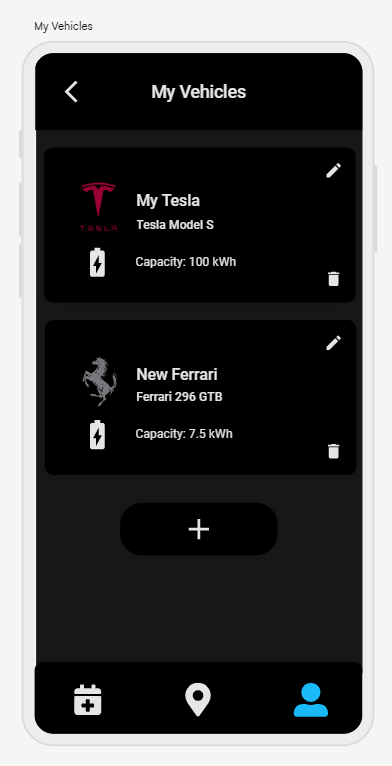 My Vehicles
My Vehicles
My Tesla
TESLA
Tesla Model S
Capacity: 100 kWh
New Ferrari
Ferrari 296 GTB
Capacity: 7.5 kWh